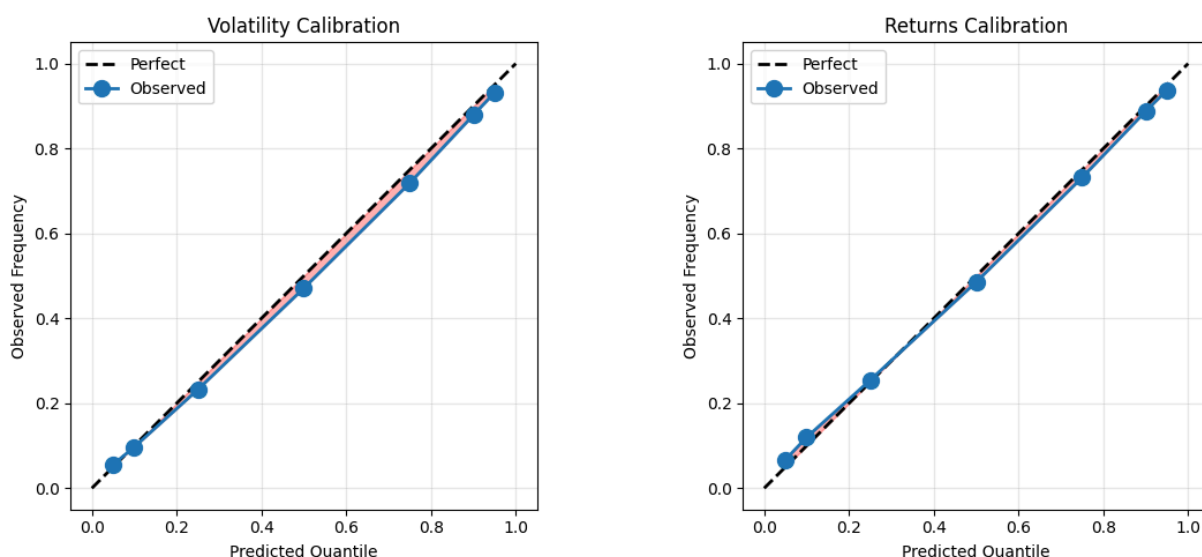 Volatility Calibration
Perfect
Observed
Observed Frequency
1.0
0.8
0.6
0.4
0.2
0.0
0.0 0.2 0.4 0.6 0.8 1.0
Predicted Quantile
Returns Calibration
Perfect
Observed
Observed Frequency
1.0
0.8
0.6
0.4
0.2
0.0
0.0 0.2 0.4 0.6 0.8 1.0
Predicted Quantile